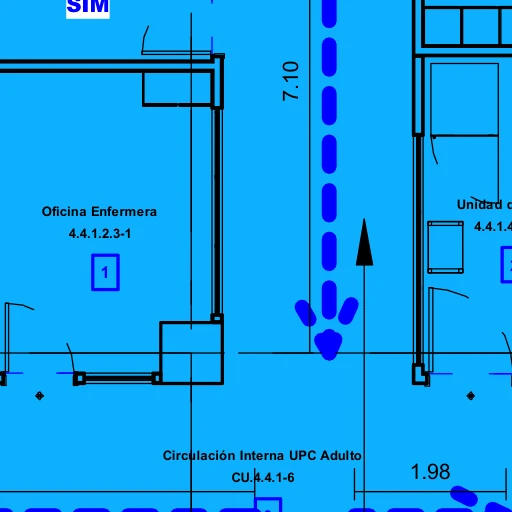 SIM
7.10
Oficina Enfermera
4.4.1.2.3-1
1
Unidad d
4.4.1.4
Circulación Interna UPC Adulto
CU.4.4.1-6
1.98